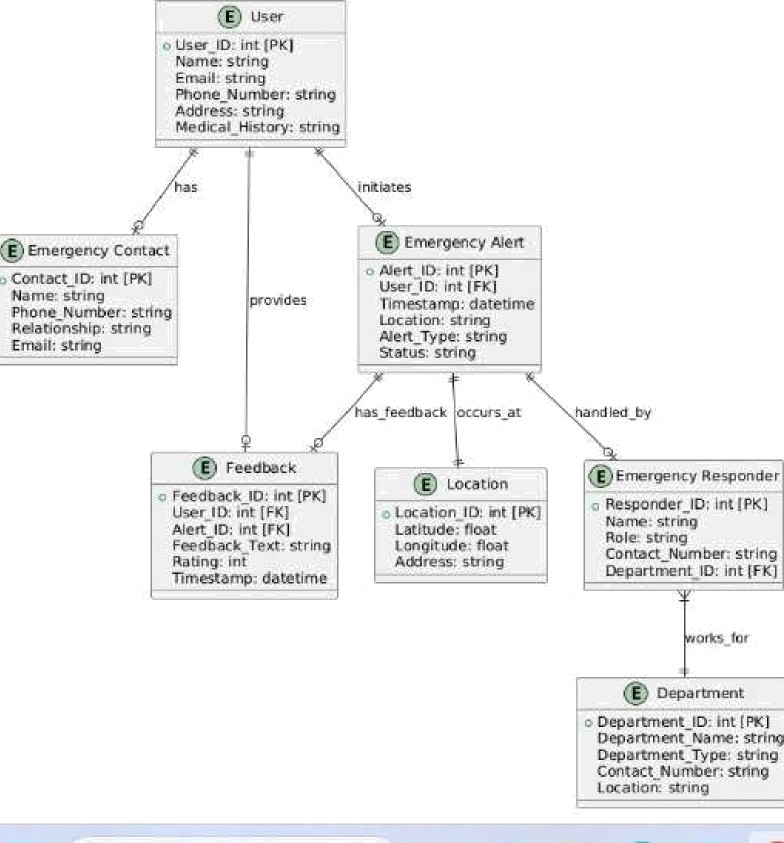 E User
User_ID: int [PK]
Name: string
Email: string
Phone_Number: string
Address: string
Medical_History: string
has
initiates
E Emergency Contact
Contact_ID: int [PK]
Name: string
Phone_Number: string
Relationship: string
Email: string
provides
E Emergency Alert
Alert_ID: int [PK]
User_ID: int [FK]
Timestamp: datetime
Location: string
Alert_Type: string
Status: string
has_feedback
occurs_at
handled_by
E Feedback
Feedback_ID: int [PK]
User_ID: int [FK]
Alert_ID: int [FK]
Feedback_Text: string
Rating: int
Timestamp: datetime
E Location
Location_ID: int [PK]
Latitude: float
Longitude: float
Address: string
E Emergency Responder
Responder_ID: int [PK]
Name: string
Role: string
Contact_Number: string
Department_ID: int [FK]
works_for
E Department
Department_ID: int [PK]
Department_Name: string
Department_Type: string
Contact_Number: string
Location: string